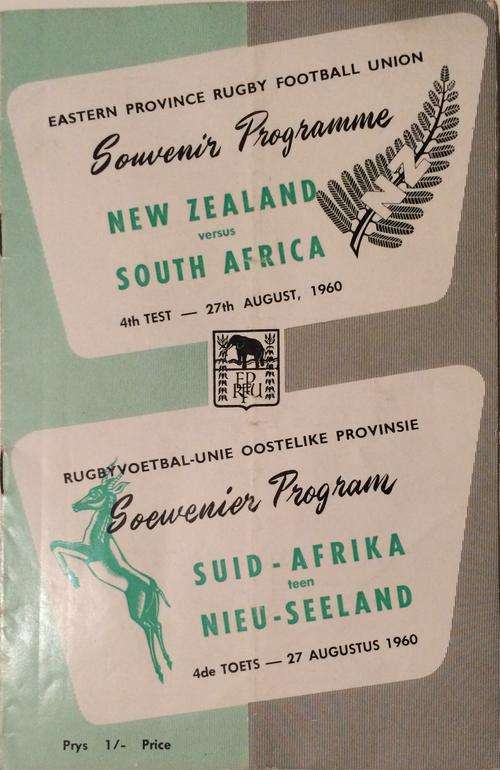 EASTERN PROVINCE RUGBY FOOTBALL UNION
Souvenir Programme
NEW ZEALAND
versus
SOUTH AFRICA
NZ
4th TEST — 27th AUGUST, 1960
EP
RFU
RUGBYVOETBAL-UNIE OOSTELIKE PROVINSIE
Soewenier Program
SUID-AFRIKA
teen
NIEU-SEELAND
4de TOETS — 27 AUGUSTUS 1960
Prys 1/- Price